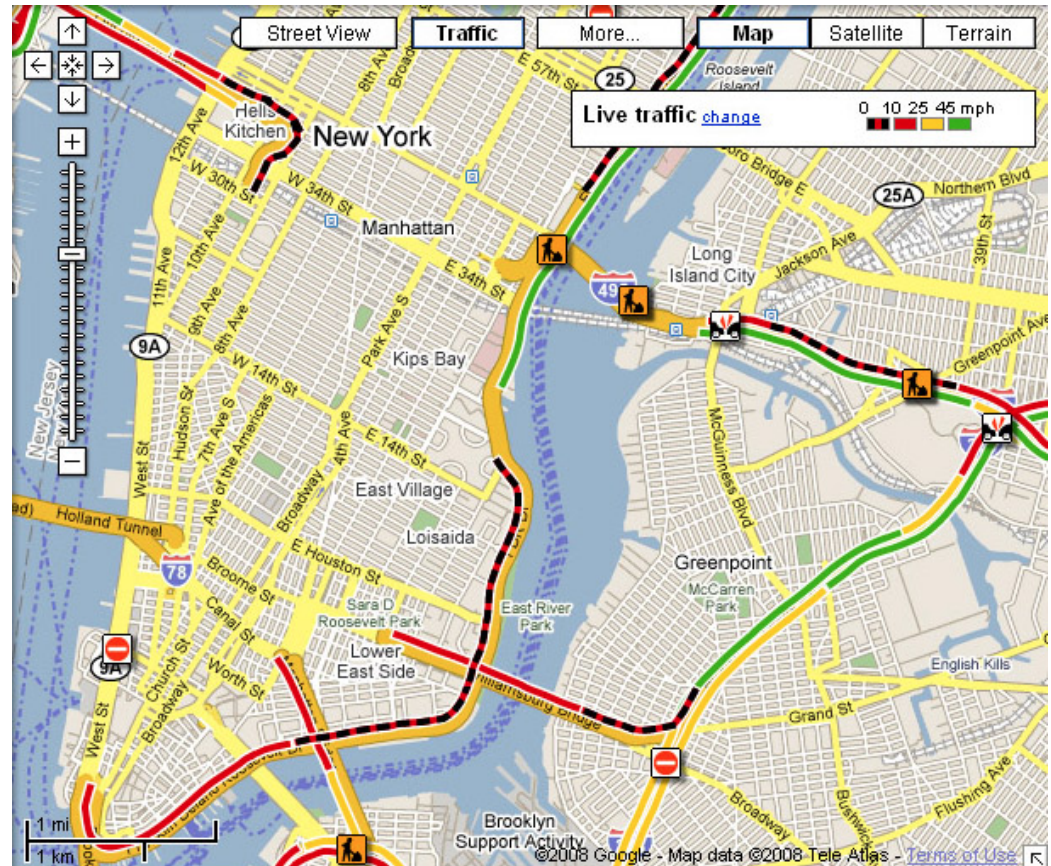 Street View
Traffic
More...
Map
Satellite
Terrain
Live traffic change
0 10 25 45 mph
8th Ave
E 57th St
25
Roosevelt
Island
Hells
Kitchen
New York
12th Ave
W 30th St
W 34th St
25A
Northern Blvd
39th St
Jackson Ave
Manhattan
10th Ave
11th Ave
E 34th St
Long
Island City
9A
9th Ave
8th Ave
Park Ave S
Kips Bay
Greenpoint Ave
W 14th St
New Jersey
Hudson St
7th Ave S
Ave of the Americas
4th Ave
E 14th St
McGuinness Blvd
West St
Broadway
East Village
Holland Tunnel
Loisaida
78
E Houston St
Greenpoint
Broome St
McCarren
Park
Canal St
Sara D
Roosevelt Park
East River
Park
9A
Lower
East Side
English Kills
Church St
Worth St
Broadway
Williamsburg Bridge
Grand St
West St
Broadway
Flushing Ave
1 mi
1 km
Brooklyn
Support Activity
©2008 Google - Map data ©2008 Tele Atlas - Terms of Use